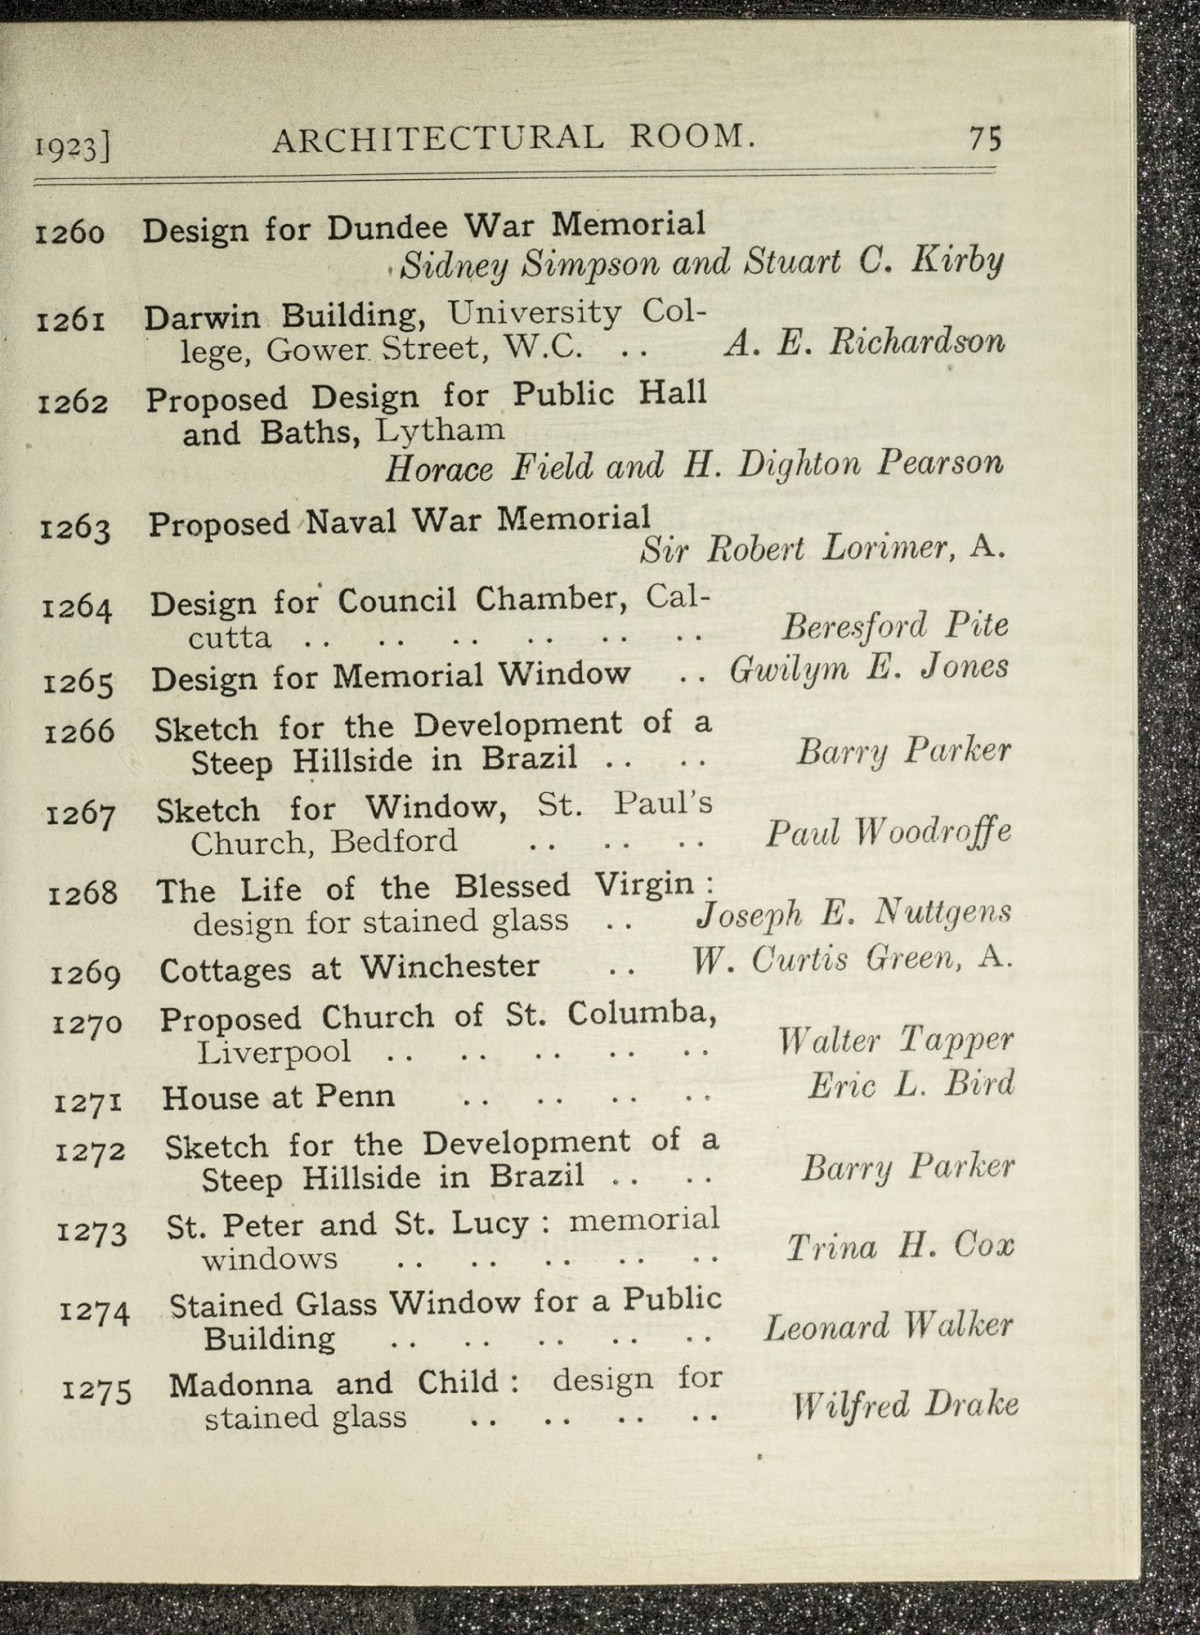 1923] ARCHITECTURAL ROOM. 75
1260 Design for Dundee War Memorial
Sidney Simpson and Stuart C. Kirby
1261 Darwin Building, University Col-
lege, Gower Street, W.C. .. A. E. Richardson
1262 Proposed Design for Public Hall
and Baths, Lytham
Horace Field and H. Dighton Pearson
1263 Proposed Naval War Memorial
Sir Robert Lorimer, A.
1264 Design for Council Chamber, Cal-
cutta .. .. .. .. .. .. Beresford Pite
1265 Design for Memorial Window .. Gwilym E. Jones
1266 Sketch for the Development of a
Steep Hillside in Brazil .. .. Barry Parker
1267 Sketch for Window, St. Paul's
Church, Bedford .. .. .. Paul Woodroffe
1268 The Life of the Blessed Virgin :
design for stained glass .. Joseph E. Nuttgens
1269 Cottages at Winchester .. W. Curtis Green, A.
1270 Proposed Church of St. Columba,
Liverpool .. .. .. .. .. Walter Tapper
1271 House at Penn .. .. .. .. Eric L. Bird
1272 Sketch for the Development of a
Steep Hillside in Brazil .. .. Barry Parker
1273 St. Peter and St. Lucy : memorial
windows .. .. .. .. .. Trina H. Cox
1274 Stained Glass Window for a Public
Building .. .. .. .. .. Leonard Walker
1275 Madonna and Child : design for
stained glass .. .. .. .. Wilfred Drake